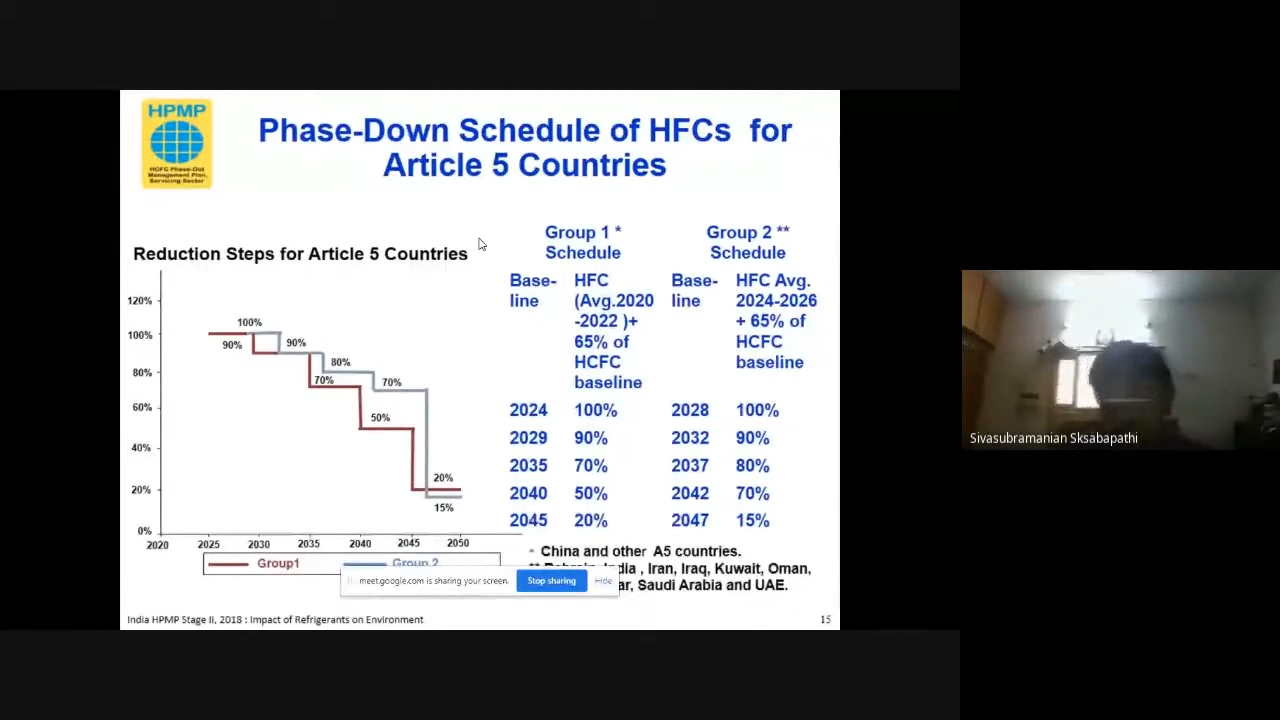 HPMP
HCFC Phase-Out
Management Plan,
Servicing Sector
Phase-Down Schedule of HFCs for
Article 5 Countries
Reduction Steps for Article 5 Countries
120%
100%
80%
60%
40%
20%
0%
2020 2025 2030 2035 2040 2045 2050
100%
90%
90%
80%
70%
70%
50%
20%
15%
Group1 Group 2
Group 1 * Group 2 **
Schedule Schedule
Base- HFC Base- HFC Avg.
line (Avg.2020 line 2024-2026
-2022 )+ + 65% of
65% of HCFC
HCFC baseline
baseline
2024 100% 2028 100%
2029 90% 2032 90%
2035 70% 2037 80%
2040 50% 2042 70%
2045 20% 2047 15%
* China and other A5 countries.
Iran, Iraq, Kuwait, Oman,
Saudi Arabia and UAE.
meet.google.com is sharing your screen.
Stop sharing
Hide
India HPMP Stage II, 2018 : Impact of Refrigerants on Environment
15
Sivasubramanian Sksabapathi